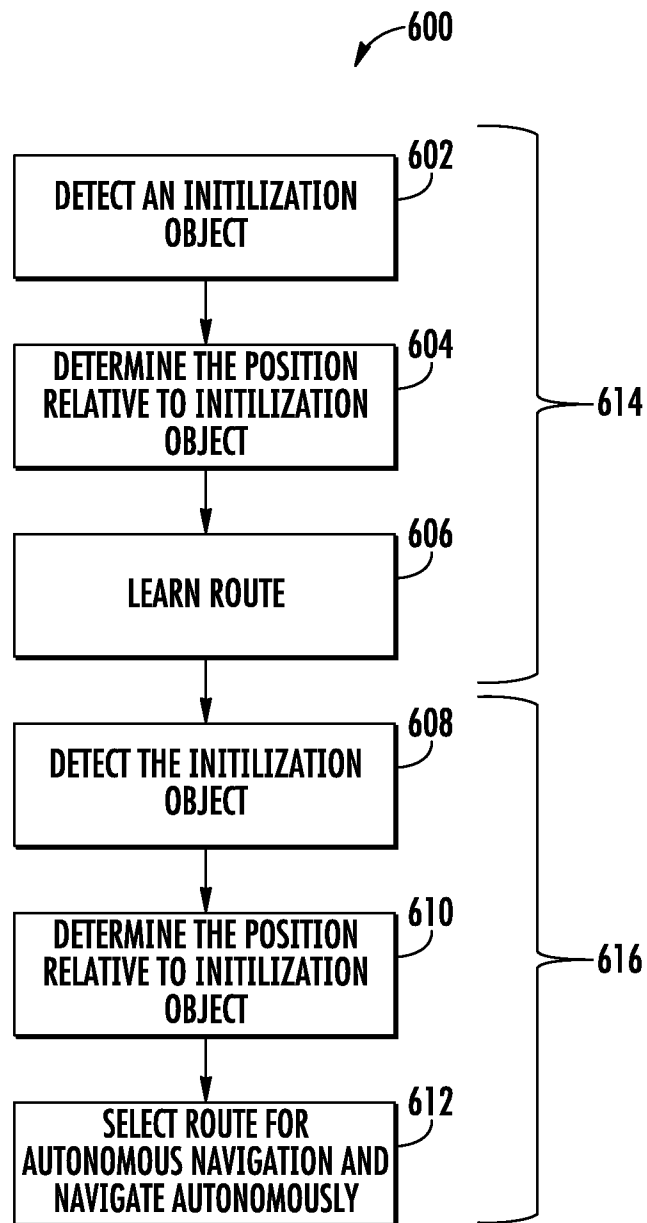 600
602
DETECT AN INITILIZATION
OBJECT
604
DETERMINE THE POSITION
RELATIVE TO INITILIZATION
OBJECT
614
606
LEARN ROUTE
608
DETECT THE INITILIZATION
OBJECT
610
DETERMINE THE POSITION
RELATIVE TO INITILIZATION
OBJECT
616
612
SELECT ROUTE FOR
AUTONOMOUS NAVIGATION AND
NAVIGATE AUTONOMOUSLY